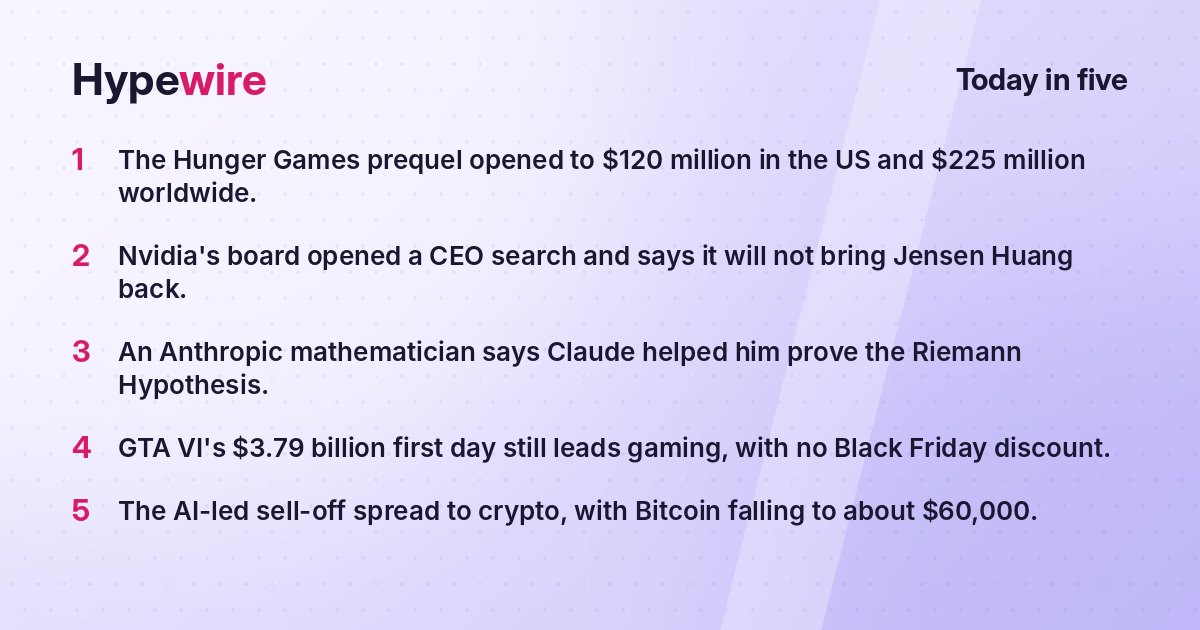 Hypewire
Today in five
1 The Hunger Games prequel opened to $120 million in the US and $225 million
worldwide.
2 Nvidia's board opened a CEO search and says it will not bring Jensen Huang
back.
3 An Anthropic mathematician says Claude helped him prove the Riemann
Hypothesis.
4 GTA VI's $3.79 billion first day still leads gaming, with no Black Friday discount.
5 The AI-led sell-off spread to crypto, with Bitcoin falling to about $60,000.